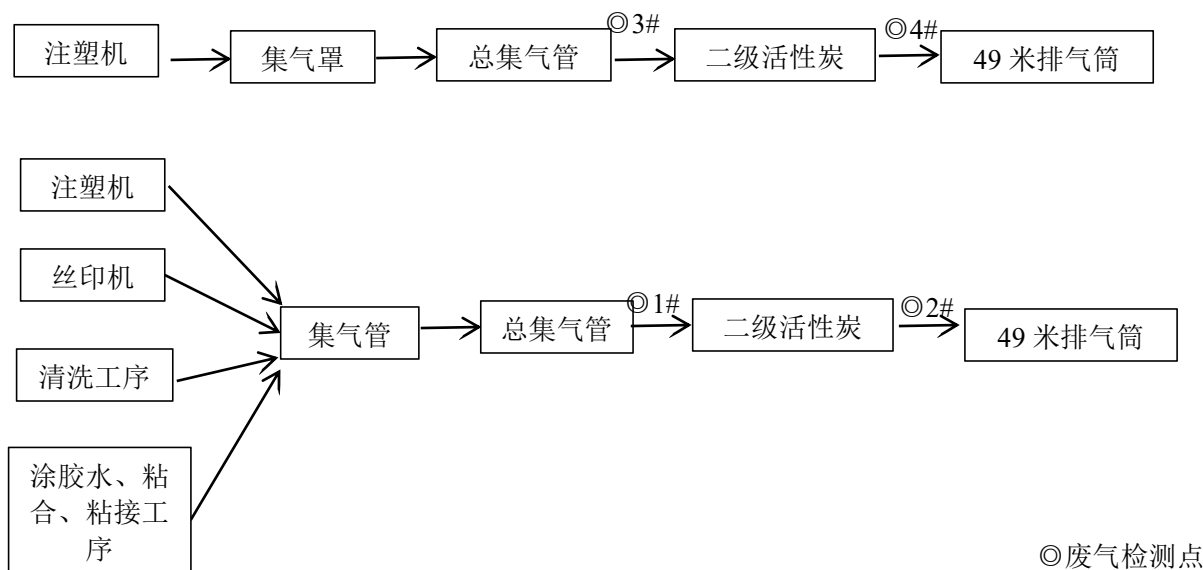 ◎3#
◎4#
注塑机
集气罩
总集气管
二级活性炭
49 米排气筒
注塑机
丝印机
清洗工序
涂胶水、粘
合、粘接工
序
集气管
总集气管
◎1#
二级活性炭
◎2#
49 米排气筒
◎废气检测点